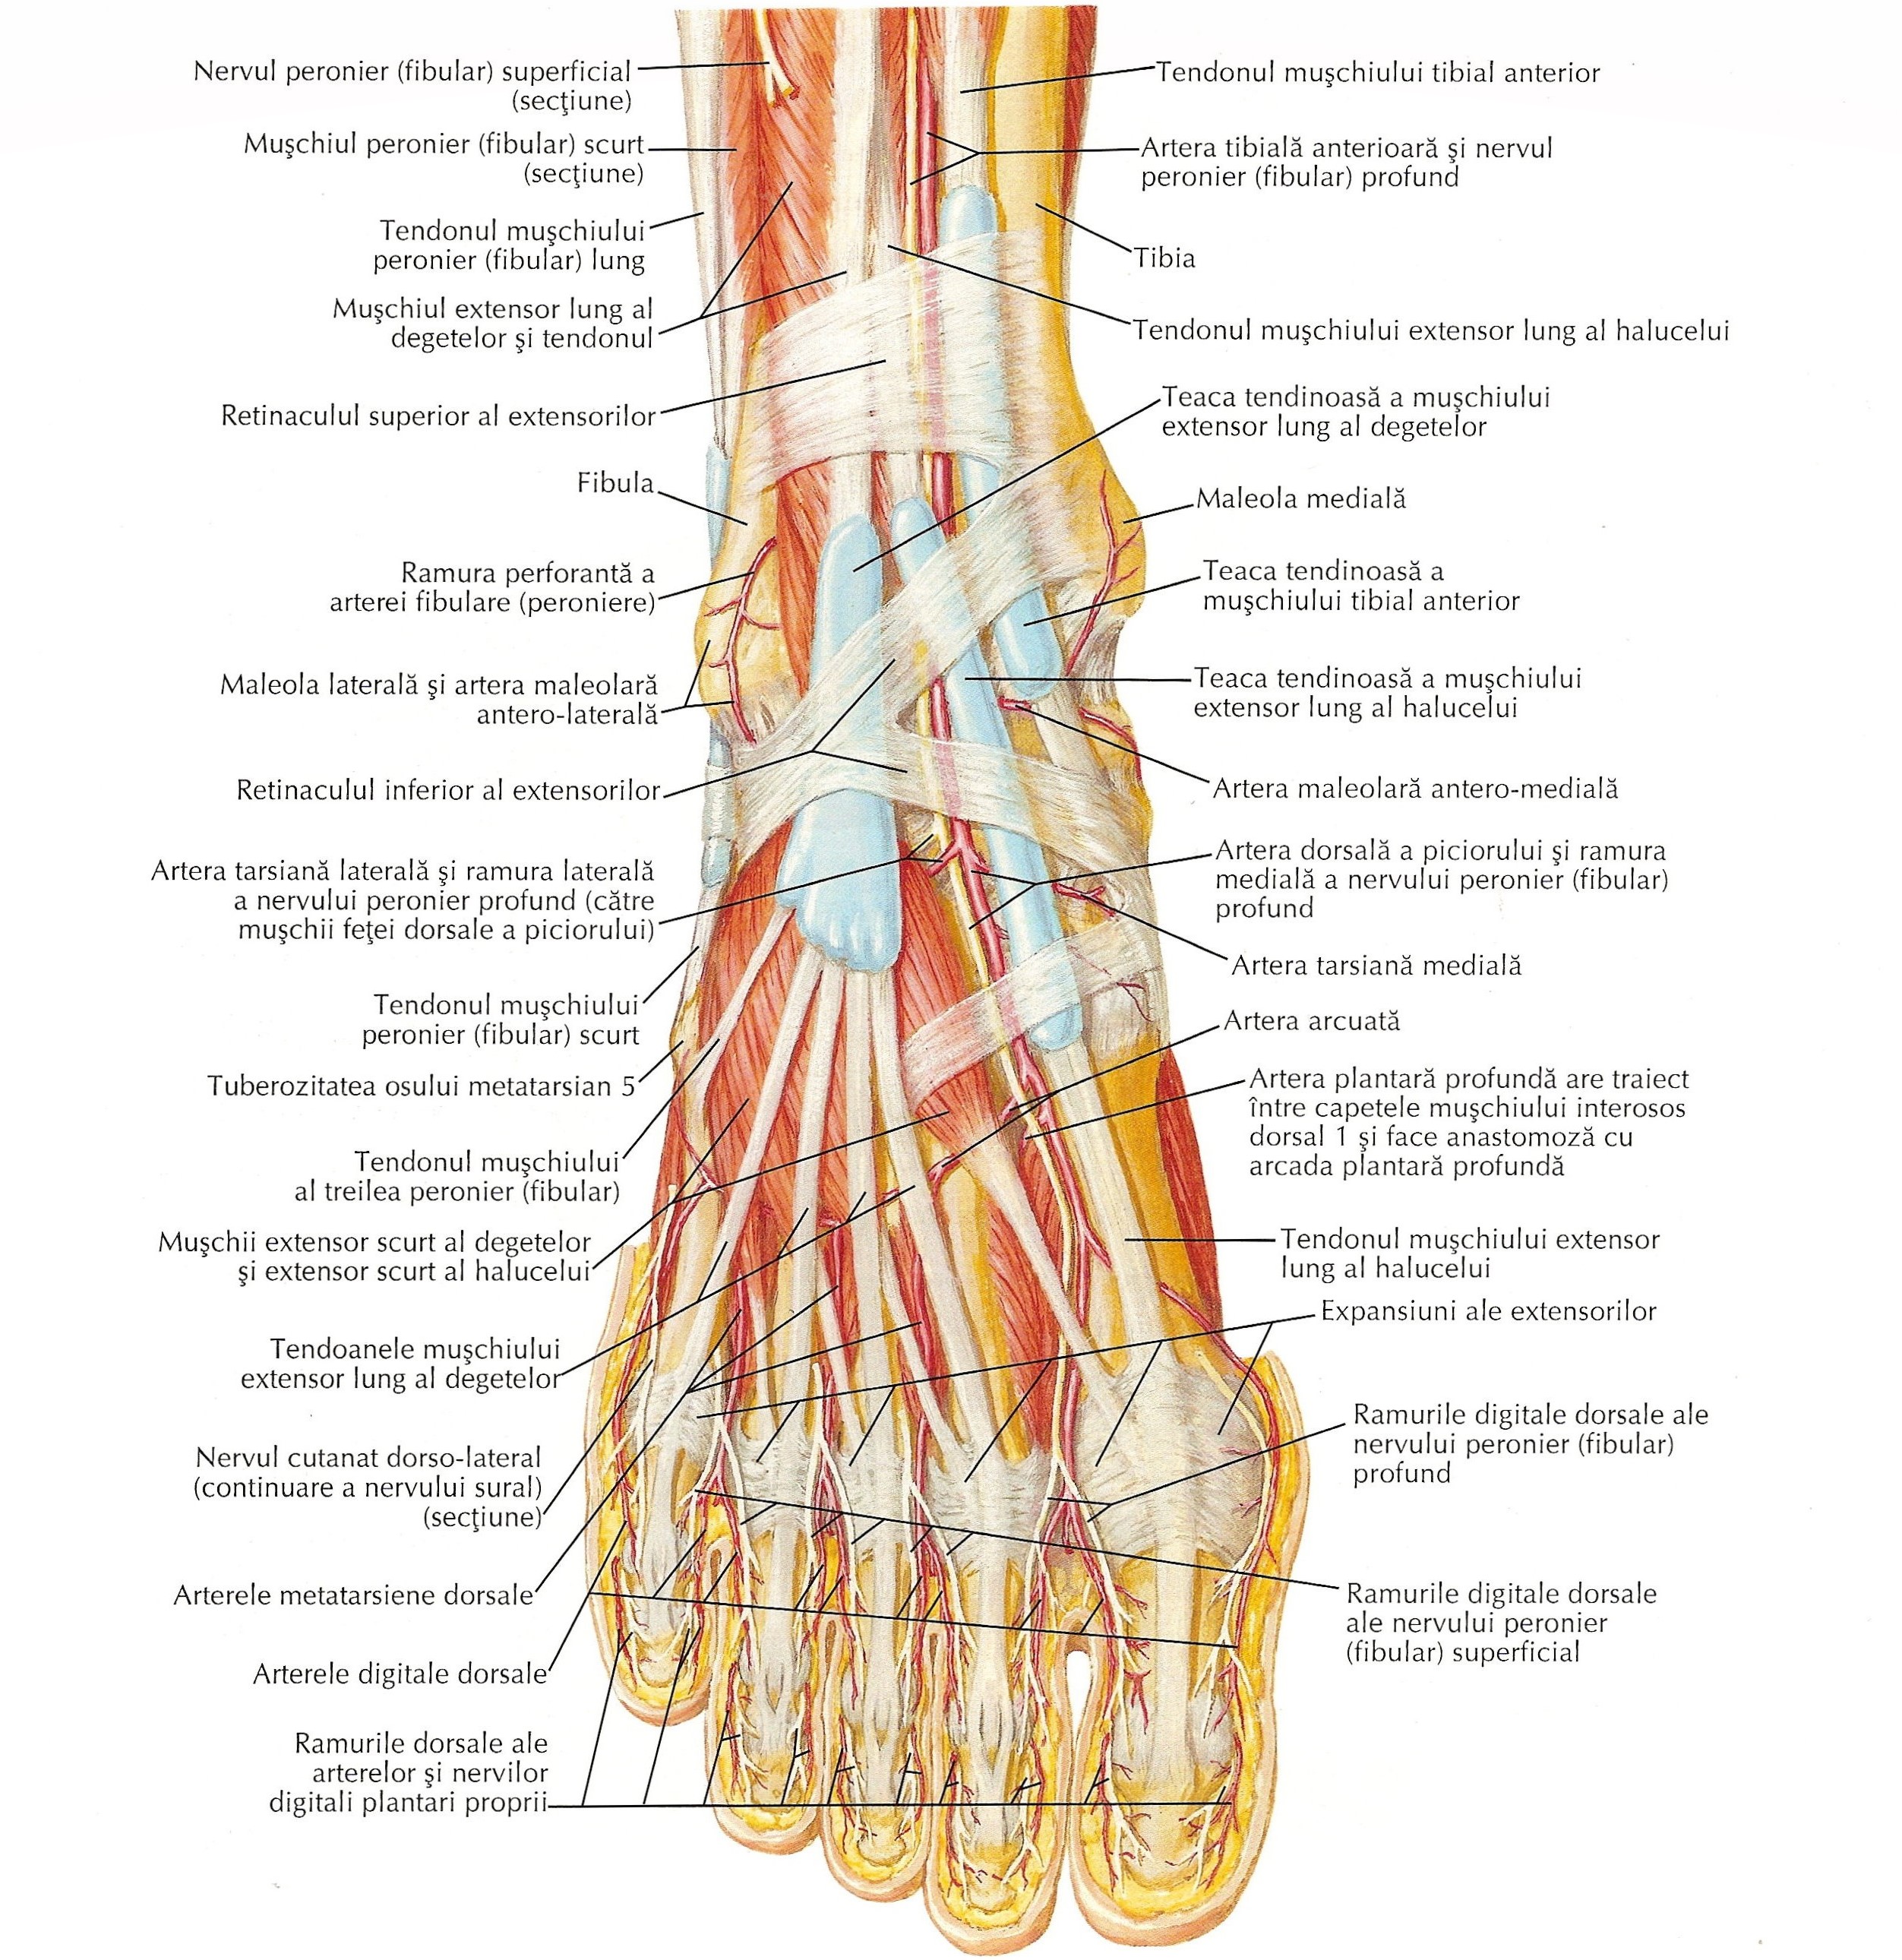 Nervul peronier (fibular) superficial
(secţiune)
Muşchiul peronier (fibular) scurt
(secţiune)
Tendonul muşchiului
peronier (fibular) lung
Muşchiul extensor lung al
degetelor şi tendonul
Retinaculul superior al extensorilor
Fibula
Ramura perforantă a
arterei fibulare (peroniere)
Maleola laterală şi artera maleolară
antero-laterală
Retinaculul inferior al extensorilor
Artera tarsiană laterală şi ramura laterală
a nervului peronier profund (către
muşchii feţei dorsale a piciorului)
Tendonul muşchiului
peronier (fibular) scurt
Tuberozitatea osului metatarsian 5
Tendonul muşchiului
al treilea peronier (fibular)
Muşchii extensor scurt al degetelor
şi extensor scurt al halucelui
Tendoanele muşchiului
extensor lung al degetelor
Nervul cutanat dorso-lateral
(continuare a nervului sural)
(secţiune)
Arterele metatarsiene dorsale
Arterele digitale dorsale
Ramurile dorsale ale
arterelor şi nervilor
digitali plantari proprii
Tendonul muşchiului tibial anterior
Artera tibială anterioară şi nervul
peronier (fibular) profund
Tibia
Tendonul muşchiului extensor lung al halucelui
Teaca tendinoasă a muşchiului
extensor lung al degetelor
Maleola medială
Teaca tendinoasă a
muşchiului tibial anterior
Teaca tendinoasă a muşchiului
extensor lung al halucelui
Artera maleolară antero-medială
Artera dorsală a piciorului şi ramura
medială a nervului peronier (fibular)
profund
Artera tarsiană medială
Artera arcuată
Artera plantară profundă are traiect
între capetele muşchiului interosos
dorsal 1 şi face anastomoză cu
arcada plantară profundă
Tendonul muşchiului extensor
lung al halucelui
Expansiuni ale extensorilor
Ramurile digitale dorsale ale
nervului peronier (fibular)
profund
Ramurile digitale dorsale
ale nervului peronier
(fibular) superficial